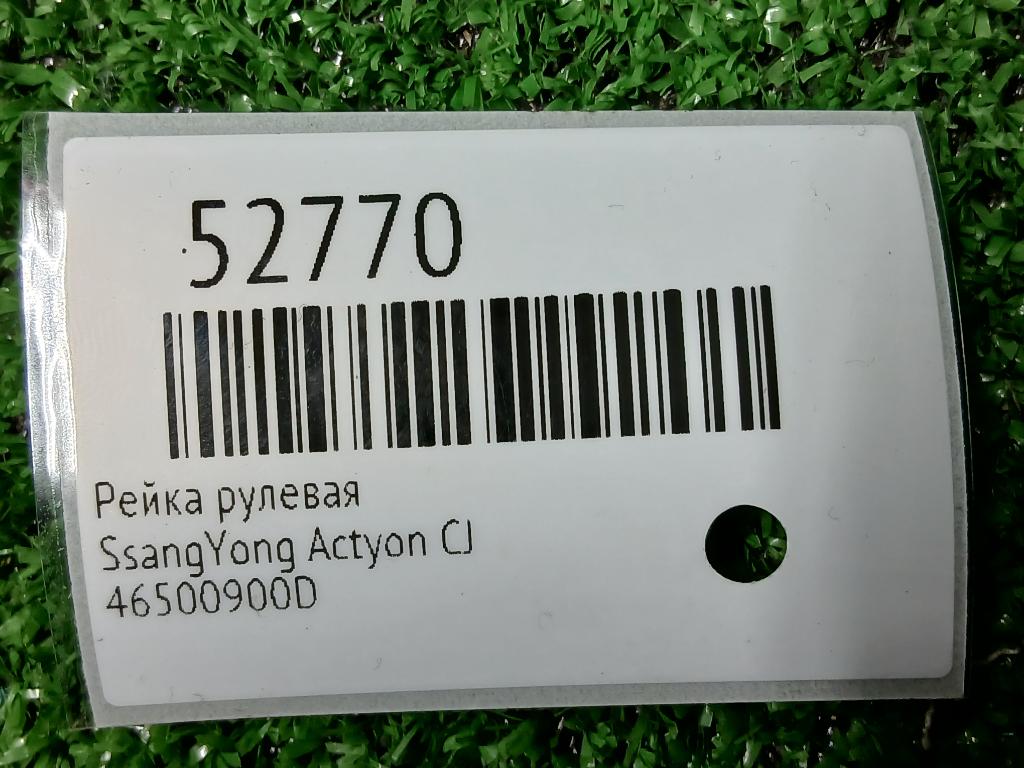 52770
Рейка рулевая
SsangYong Actyon CJ
46500900D